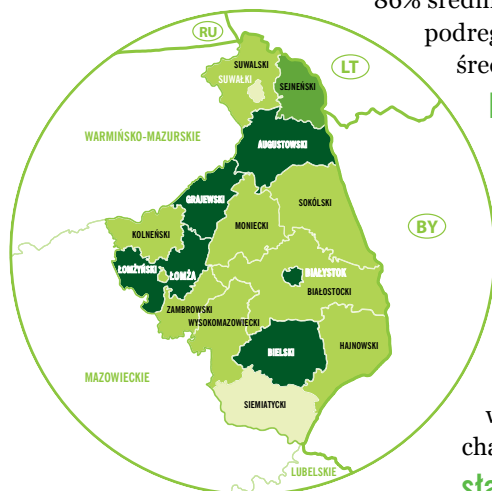 86% średni
podreg
śred
RU
LT
SUWALSKI
SUWAŁKI
SEJNEŃSKI
WARMIŃSKO-MAZURSKIE
AUGUSTOWSKI
GRAJEWSKI
SOKÓLSKI
MONIECKI
KOLNEŃSKI
BY
ŁOMŻYŃSKI
ŁOMŻA
BIAŁYSTOK
BIAŁOSTOCKI
ZAMBROWSKI
WYSOKOMAZOWIECKI
HAJNOWSKI
BIELSKI
MAZOWIECKIE
SIEMIATYCKI
cha
LUBELSKIE